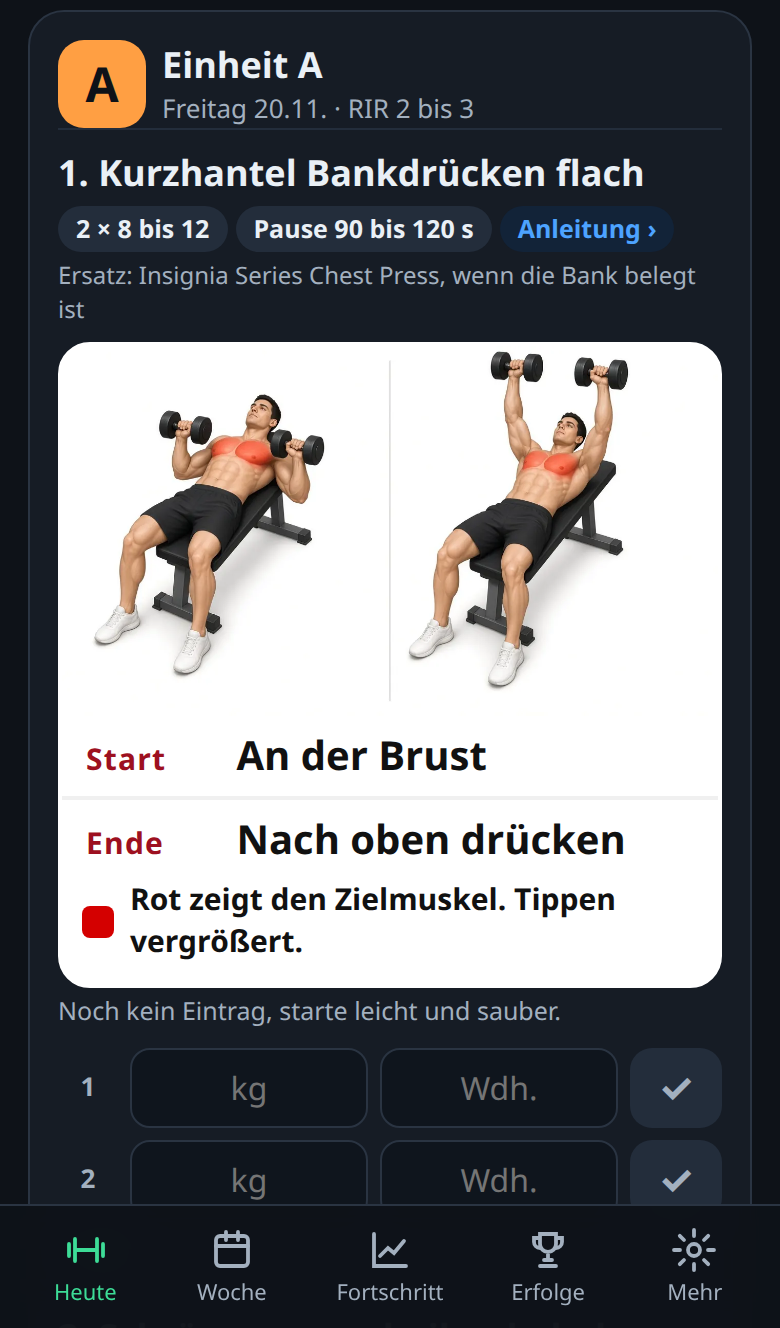 A
Einheit A
Freitag 20.11. · RIR 2 bis 3
1. Kurzhantel Bankdrücken flach
2 × 8 bis 12
Pause 90 bis 120 s
Anleitung ›
Ersatz: Insignia Series Chest Press, wenn die Bank belegt
ist
Start
An der Brust
Ende
Nach oben drücken
Rot zeigt den Zielmuskel. Tippen
vergrößert.
Noch kein Eintrag, starte leicht und sauber.
1
kg
Wdh.
2
kg
Wdh.
Heute
Woche
Fortschritt
Erfolge
Mehr